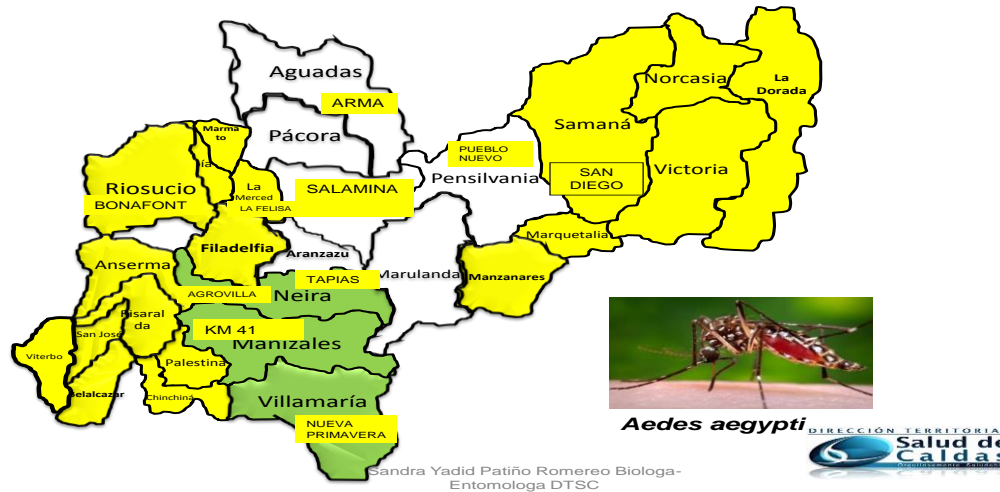 Aguadas
ARMA
Pácora
Norcasia
La
Dorada
Samaná
Marma
to
ía
PUEBLO
NUEVO
Pensilvania
SAN
DIEGO
Victoria
Riosucio
BONAFONT
La
Merced
LA FELISA
SALAMINA
Marquetalia
Filadelfia
Aranzazu
Anserma
Marulanda
Manzanares
TAPIAS
AGROVILLA
Neira
Risaral
da
San José
KM 41
Manizales
Viterbo
Palestina
Belalcazar
Chinchiná
Villamaría
NUEVA
PRIMAVERA
Aedes aegypti
DIRECCIÓN TERRITORIA
Salud de
Caldas
Sandra Yadid Patiño Romereo Biologa-
Entomologa DTSC